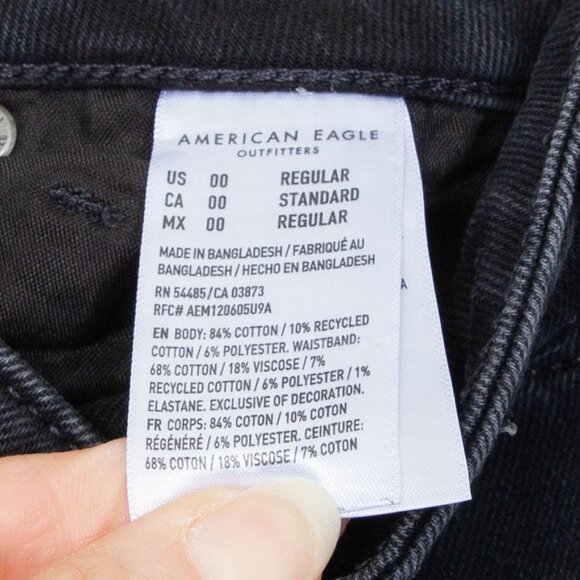 AMERICAN EAGLE
OUTFITTERS
US 00 REGULAR
CA 00 STANDARD
MX 00 REGULAR
MADE IN BANGLADESH / FABRIQUÉ AU
BANGLADESH / HECHO EN BANGLADESH
RN 54485/CA 03873
RFC# AEM120605U9A
EN BODY: 84% COTTON / 10% RECYCLED
COTTON / 6% POLYESTER. WAISTBAND:
68% COTTON / 18% VISCOSE / 7%
RECYCLED COTTON / 6% POLYESTER / 1%
ELASTANE. EXCLUSIVE OF DECORATION.
FR CORPS: 84% COTON / 10% COTON
RÉGÉNÉRÉ / 6% POLYESTER. CEINTURE:
68% COTON / 18% VISCOSE / 7% COTON